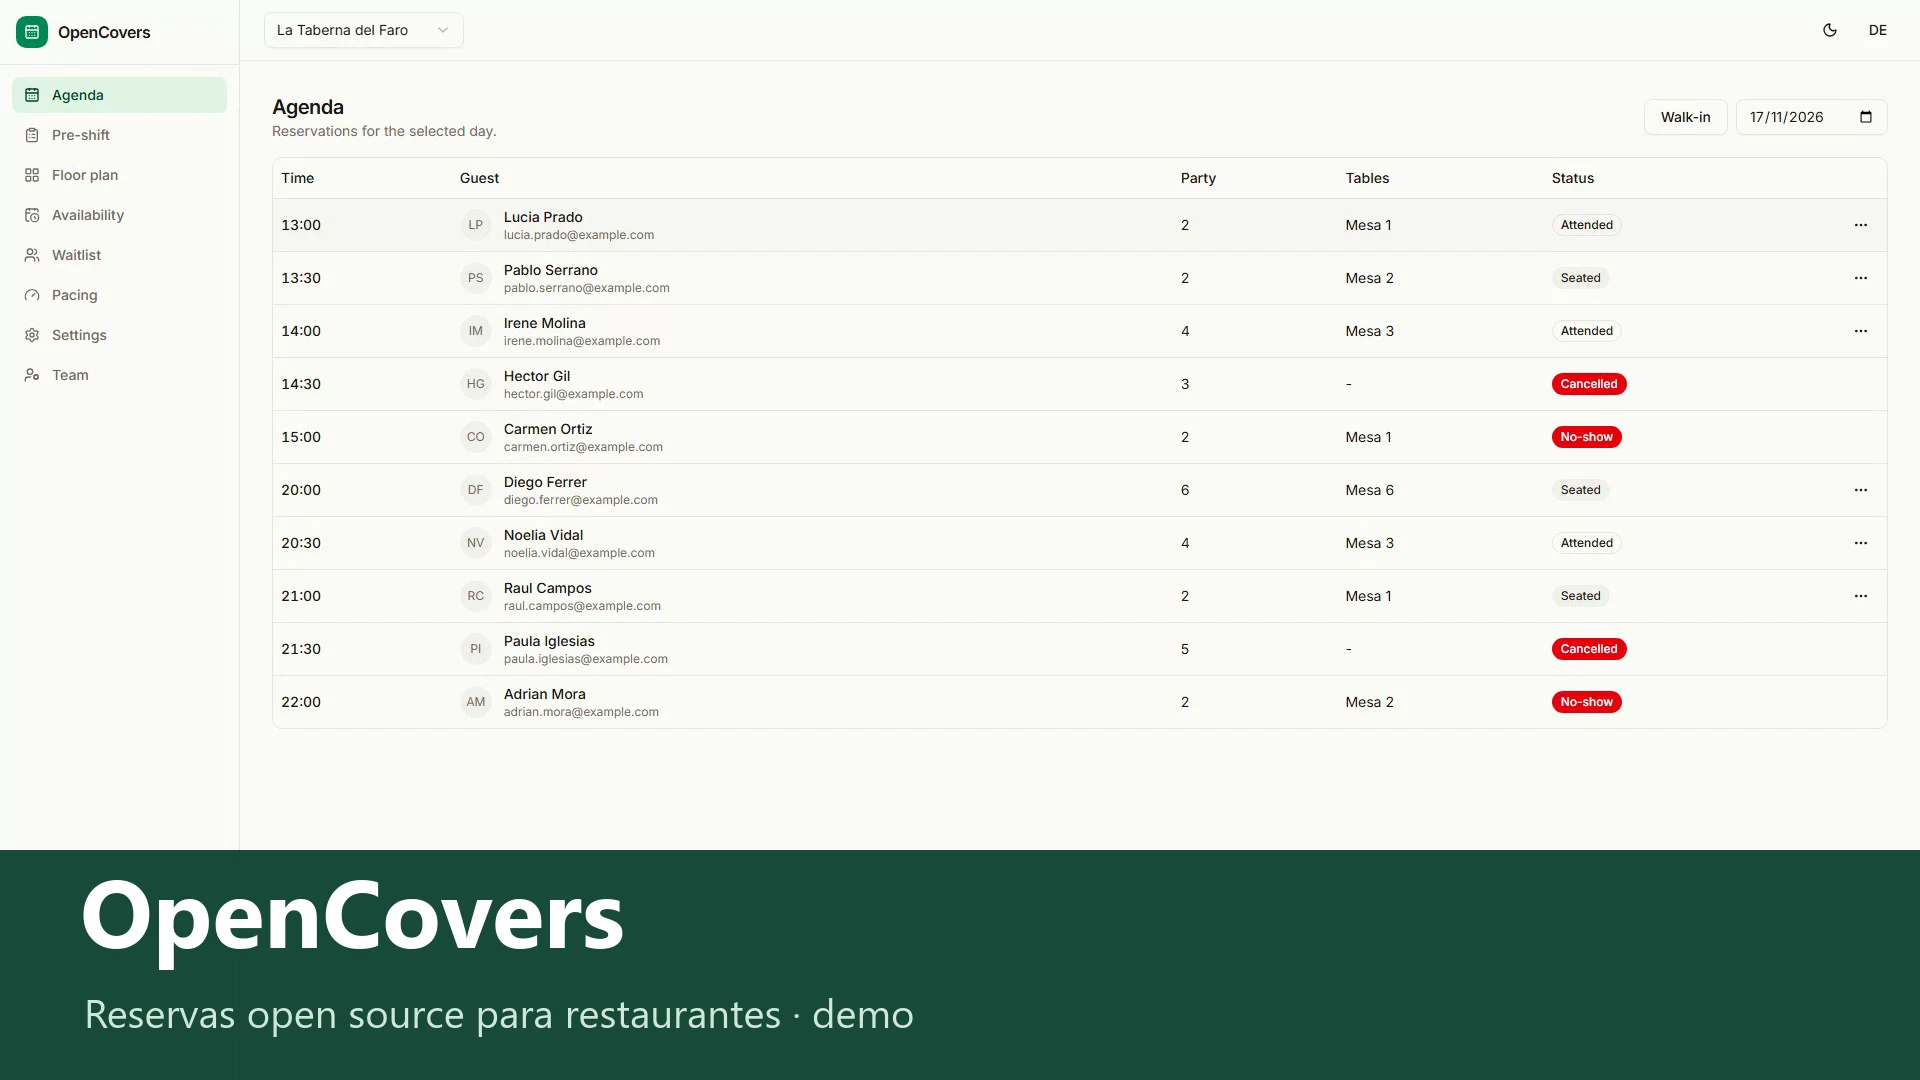 OpenCovers
La Taberna del Faro
DE
Agenda
Pre-shift
Floor plan
Availability
Waitlist
Pacing
Settings
Team
Agenda
Reservations for the selected day.
Walk-in
17/11/2026
Time Guest Party Tables Status
13:00 LP Lucia Prado 2 Mesa 1 Attended ···
lucia.prado@example.com
13:30 PS Pablo Serrano 2 Mesa 2 Seated ···
pablo.serrano@example.com
14:00 IM Irene Molina 4 Mesa 3 Attended ···
irene.molina@example.com
14:30 HG Hector Gil 3 - Cancelled
hector.gil@example.com
15:00 CO Carmen Ortiz 2 Mesa 1 No-show
carmen.ortiz@example.com
20:00 DF Diego Ferrer 6 Mesa 6 Seated ···
diego.ferrer@example.com
20:30 NV Noelia Vidal 4 Mesa 3 Attended ···
noelia.vidal@example.com
21:00 RC Raul Campos 2 Mesa 1 Seated ···
raul.campos@example.com
21:30 PI Paula Iglesias 5 - Cancelled
paula.iglesias@example.com
22:00 AM Adrian Mora 2 Mesa 2 No-show
adrian.mora@example.com
OpenCovers
Reservas open source para restaurantes · demo